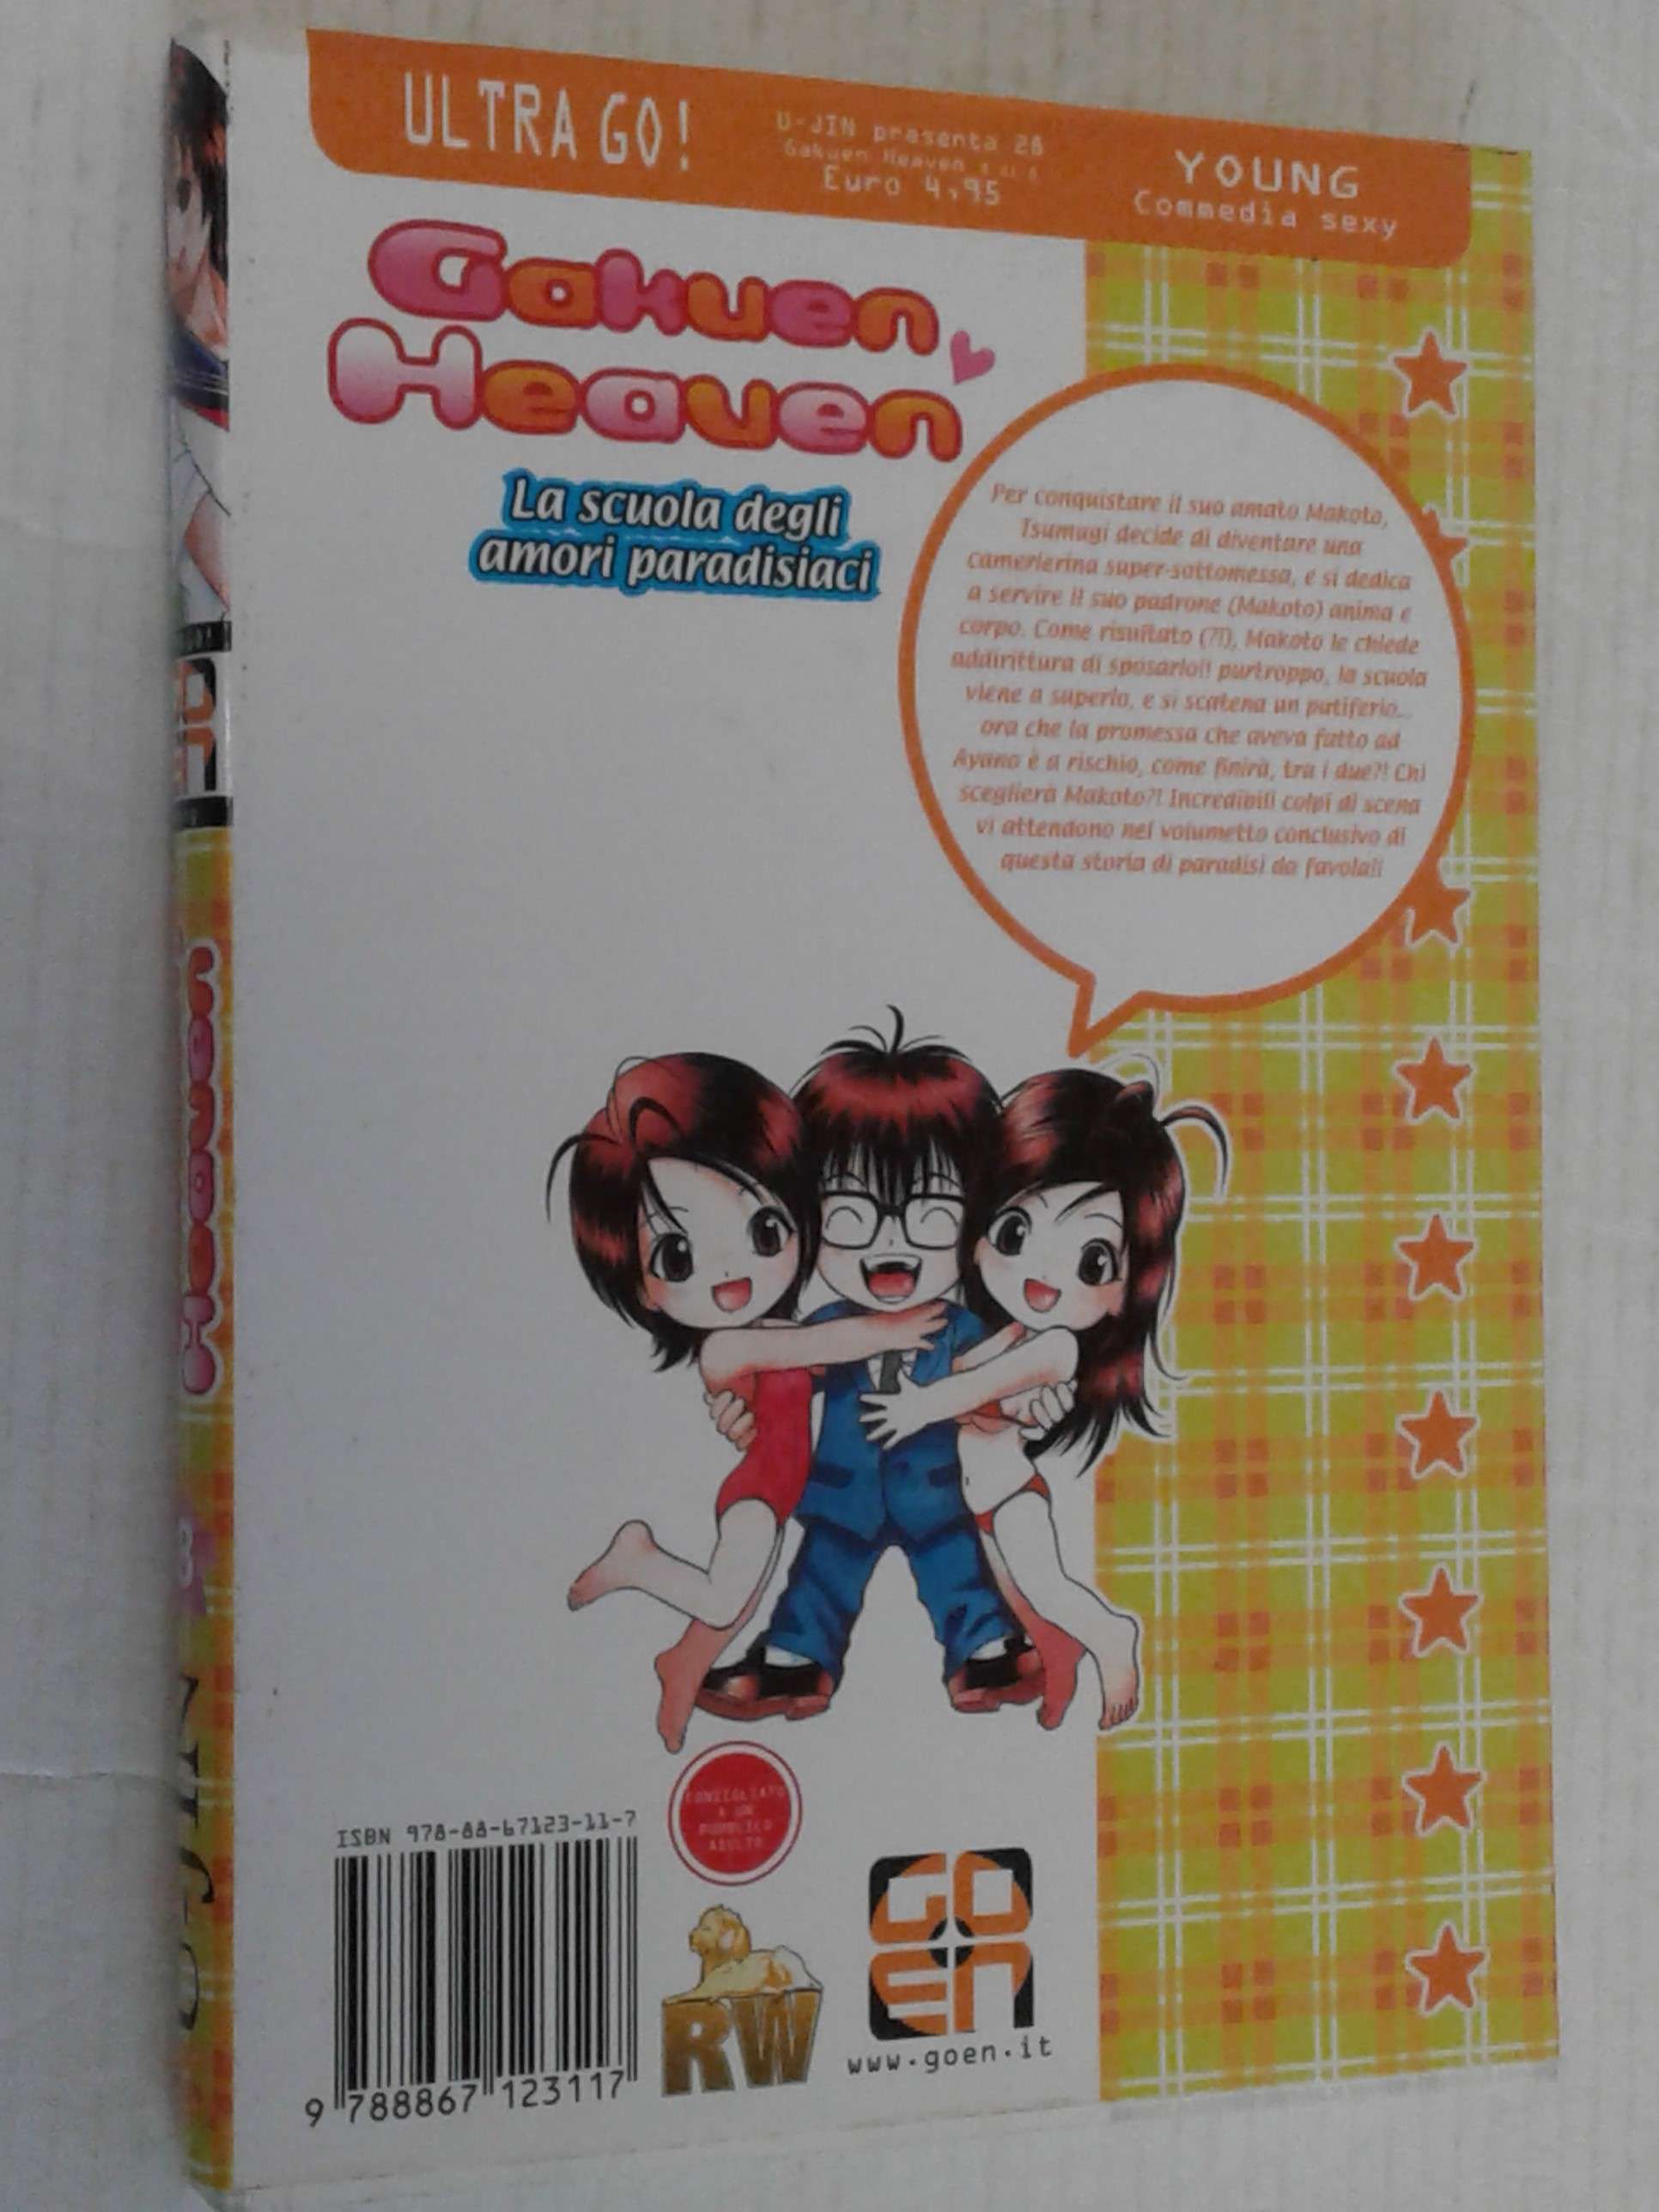 ULTRA GO!
U-JIN presenta 28
Gakuen Heaven
Euro 4,95
YOUNG
Commedia sexy
Gakuen
Heaven
La scuola degli
amori paradisiaci
Per conquistare il suo amato Makoto,
Tsumugi decide di diventare una
camerierina super-sottomessa, e si dedica
a servire il suo padrone (Makoto) anima e
corpo. Come risultato (?!), Makoto le chiede
addirittura di sposarlo!! purtroppo, la scuola
viene a saperlo, e si scatena un putiferio...
ora che la promessa che aveva fatto ad
Ayano è a rischio, come finirà, tra i due?! Chi
sceglierà Makoto?! Incredibili colpi di scena
vi attendono nel volumetto conclusivo di
questa storia di paradisi da favola!!
CONSIGLIATO
A UN
PUBBLICO
ADULTO
ISBN 978-88-67123-11-7
9 788867 123117
RW
GO
EN
www.goen.it
8